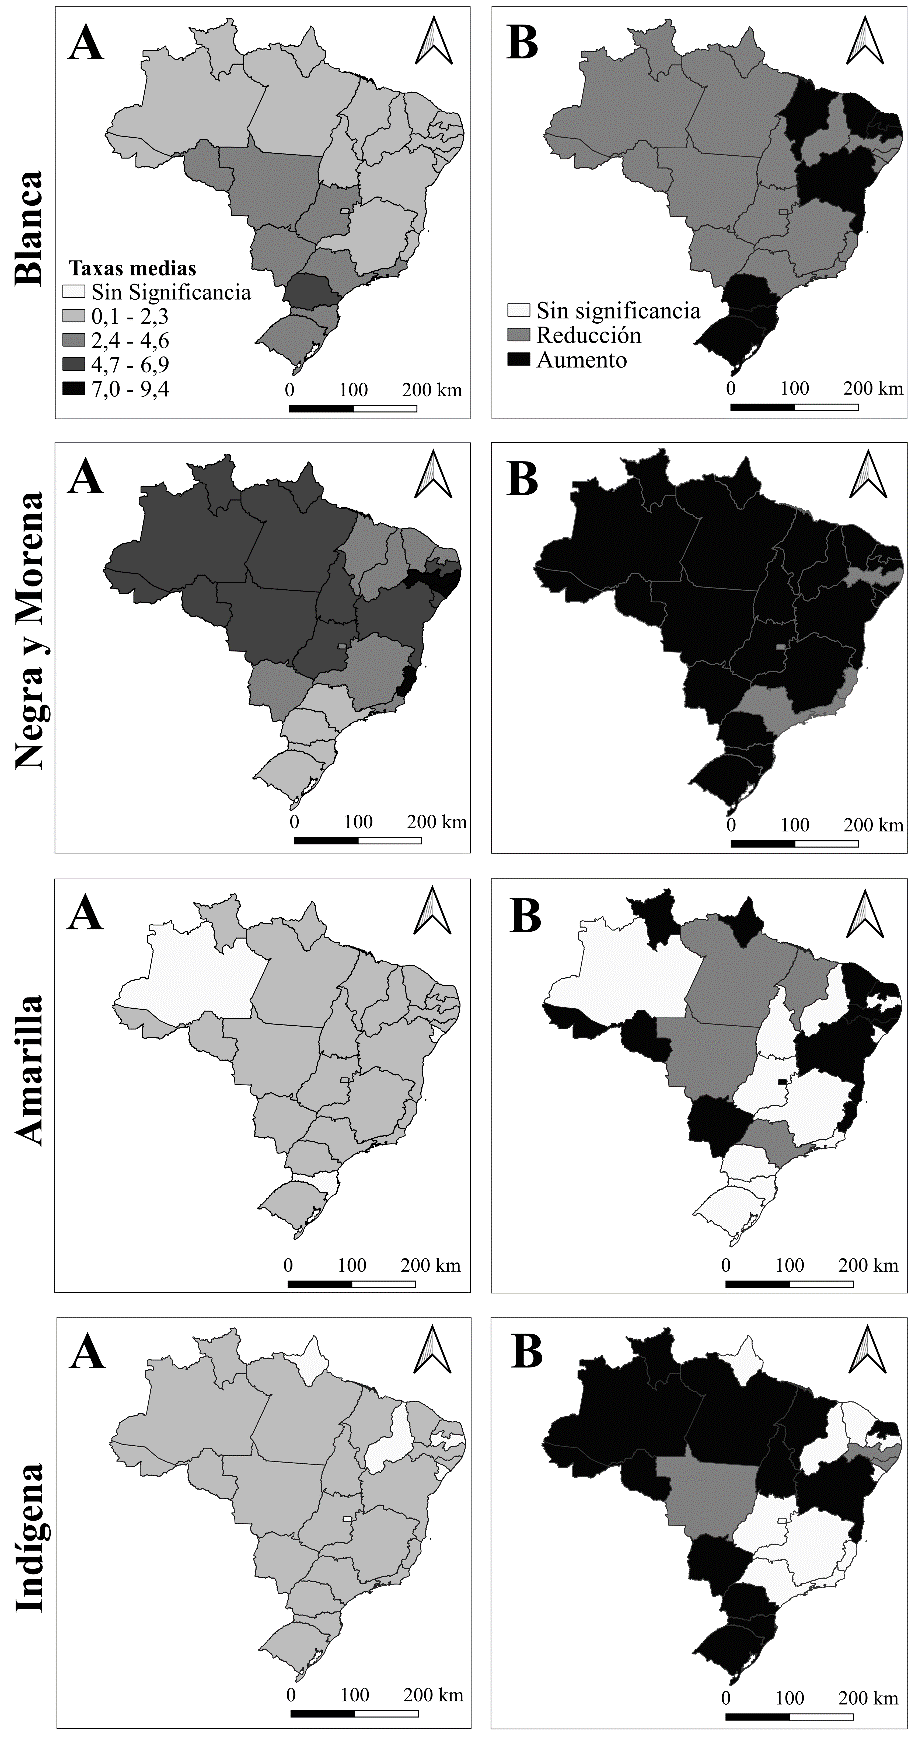 Blanca
A
Taxas medias
Sin Significancia
0,1 - 2,3
2,4 - 4,6
4,7 - 6,9
7,0 - 9,4
0 100 200 km
B
Sin significancia
Reducción
Aumento
0 100 200 km
Negra y Morena
A
0 100 200 km
B
0 100 200 km
Amarilla
A
0 100 200 km
B
0 100 200 km
Indígena
A
0 100 200 km
B
0 100 200 km